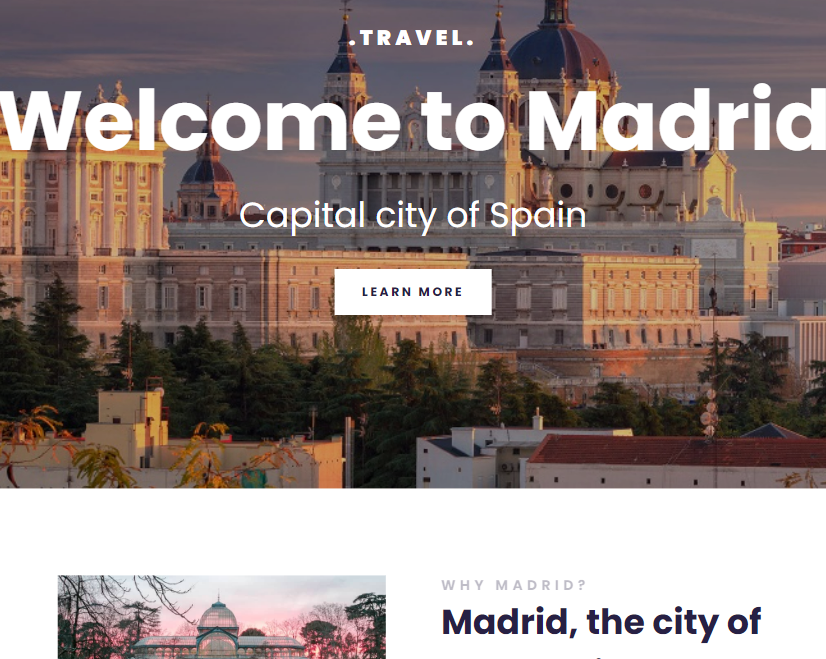 .TRAVEL.
Welcome to Madrid
Capital city of Spain
LEARN MORE
WHY MADRID?
Madrid, the city of